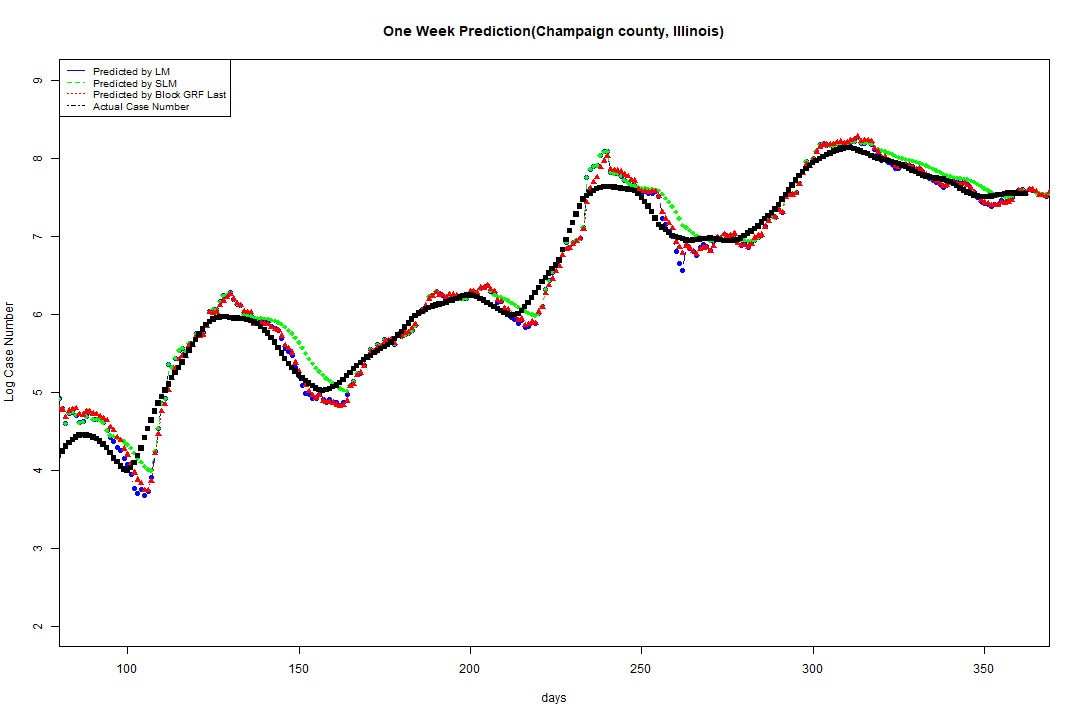 One Week Prediction(Champaign county, Illinois)
Predicted by LM
Predicted by SLM
Predicted by Block GRF Last
Actual Case Number
9
8
7
6
5
4
3
2
Log Case Number
100 150 200 250 300 350
days